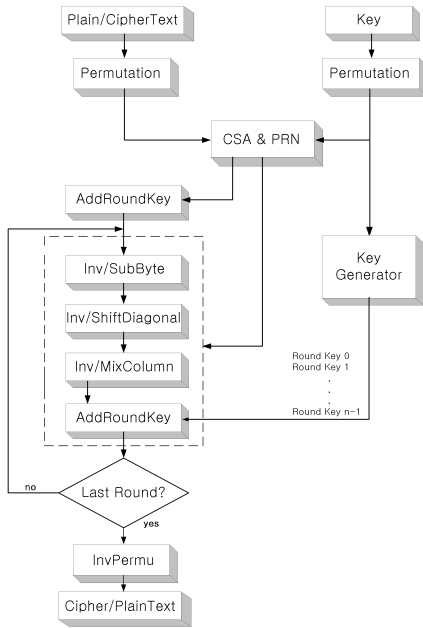 Plain/CipherText
Key
Permutation
Permutation
CSA & PRN
AddRoundKey
Inv/SubByte
Key
Generator
Inv/ShiftDiagonal
Inv/MixColumn
Round Key 0
Round Key 1
.
.
.
Round Key n-1
AddRoundKey
Last Round?
no
yes
InvPermu
Cipher/PlainText